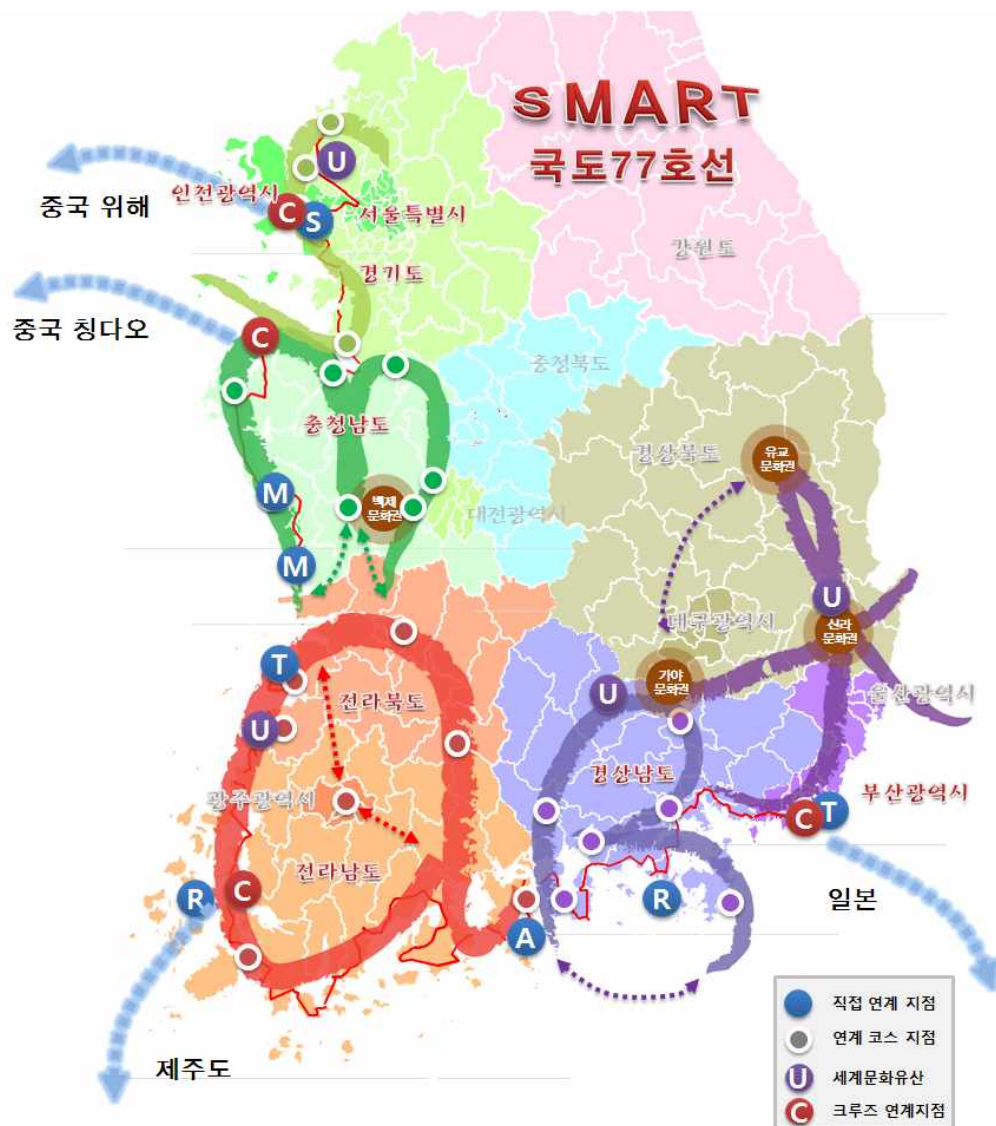 SMART
국도77호선
U
중국 위해
인천광역시
C
S
서울특별시
강원도
경기도
중국 칭다오
C
충청북도
충청남도
경상북도
유교
문화권
M
백제
문화권
대전광역시
M
U
대구광역시
신라
문화권
T
가야
문화권
U
전라북도
울산광역시
U
경상남도
광주광역시
부산광역시
C
T
전라남도
R
C
R
일본
A
제주도
직접 연계 지점
연계 코스 지점
U
세계문화유산
C
크루즈 연계지점